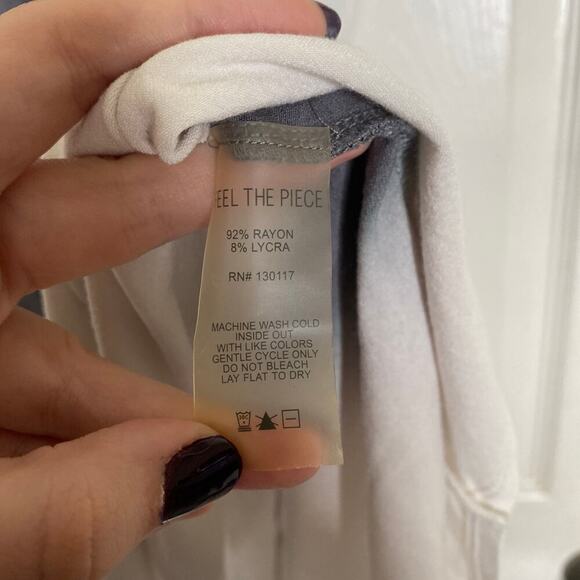 EEL THE PIECE
92% RAYON
8% LYCRA
RN# 130117
MACHINE WASH COLD
INSIDE OUT
WITH LIKE COLORS
GENTLE CYCLE ONLY
DO NOT BLEACH
LAY FLAT TO DRY